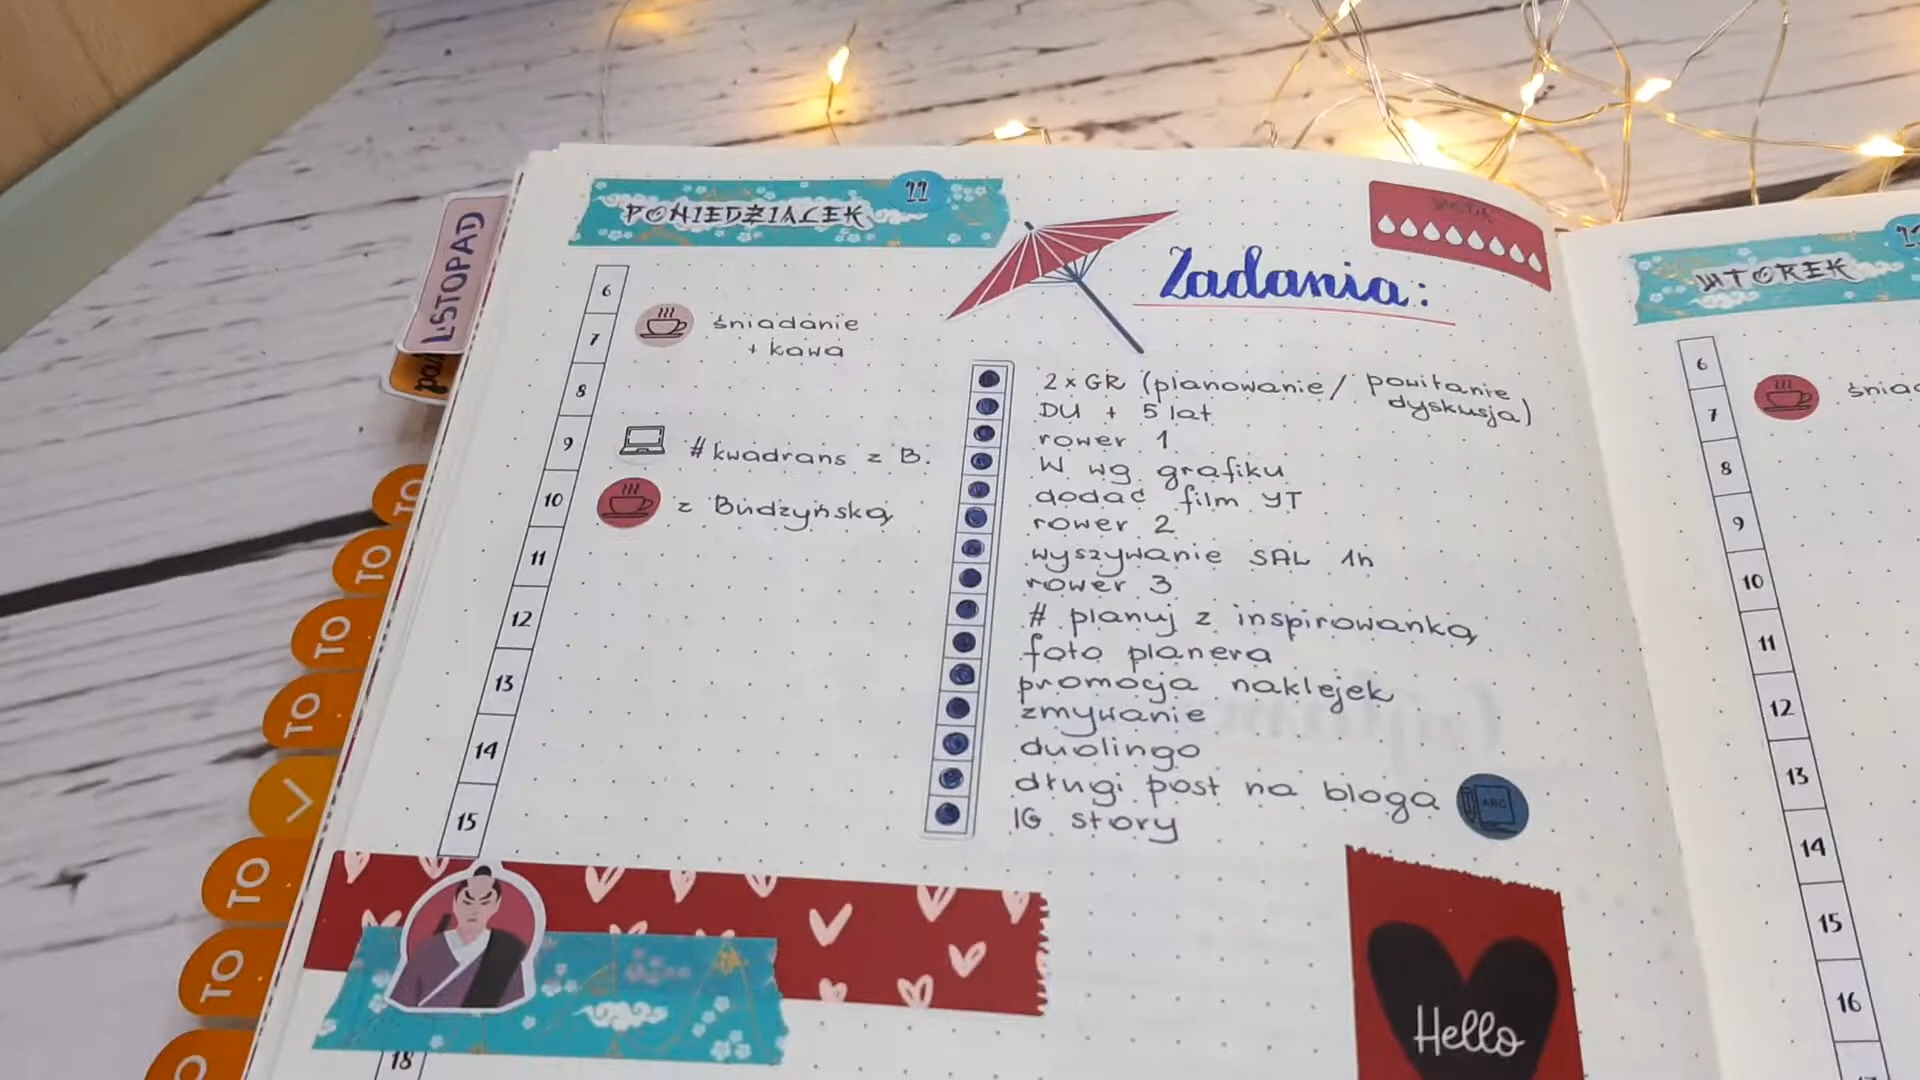 LISTOPAD
PONIEDZIAŁEK 11
Zadania:
6
7
8
9
10
11
12
13
14
15
18
śniadanie
+ kawa
#kwadrans z B.
z Budzyńską
2x GR (planowanie/ powitanie
dyskusja)
DU + 5 lat
rower 1
W wg. grafiku
dodać film YT
rower 2
wyszywanie SAL 1h
rower 3
# planuj z inspirowanką
foto planera
promocja naklejek
zmywanie
duolingo
drugi post na bloga
ABC
IG story
Hello
TO
TO
TO
TO
TO
TO
WTOREK
6
7
8
9
10
11
12
13
14
15
16